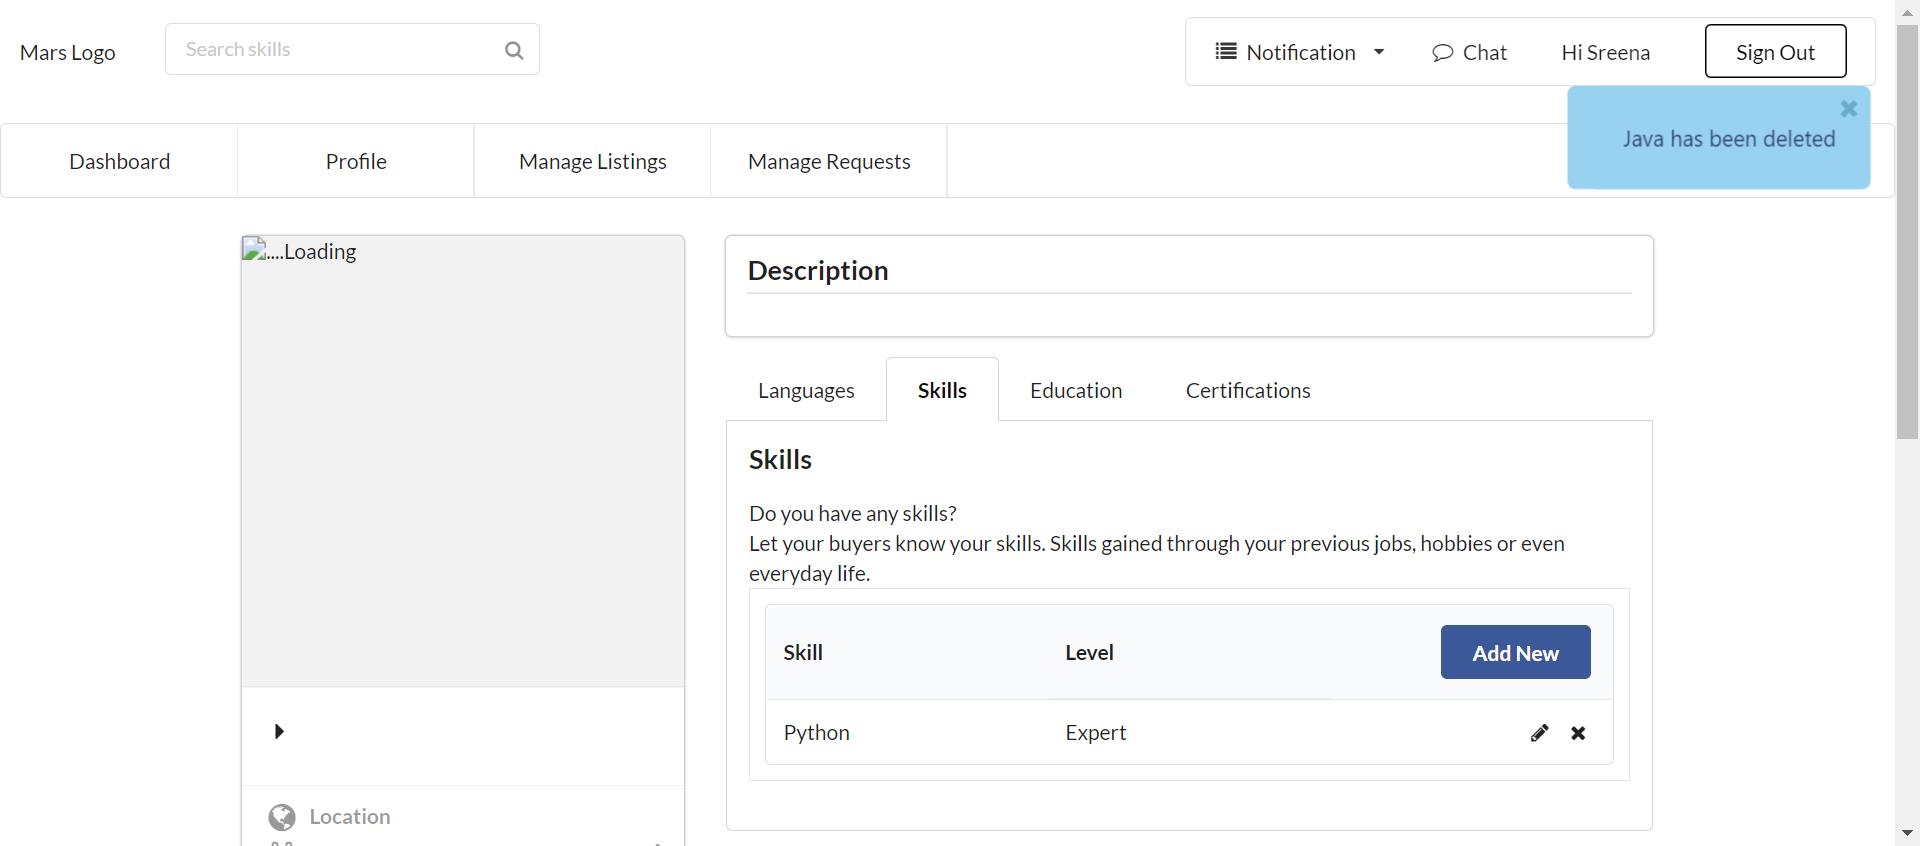 Mars Logo
Search skills
Notification
Chat
Hi Sreena
Sign Out
Java has been deleted
Dashboard
Profile
Manage Listings
Manage Requests
....Loading
Description
Languages
Skills
Education
Certifications
Skills
Do you have any skills?
Let your buyers know your skills. Skills gained through your previous jobs, hobbies or even
everyday life.
Skill
Level
Add New
Python
Expert
Location